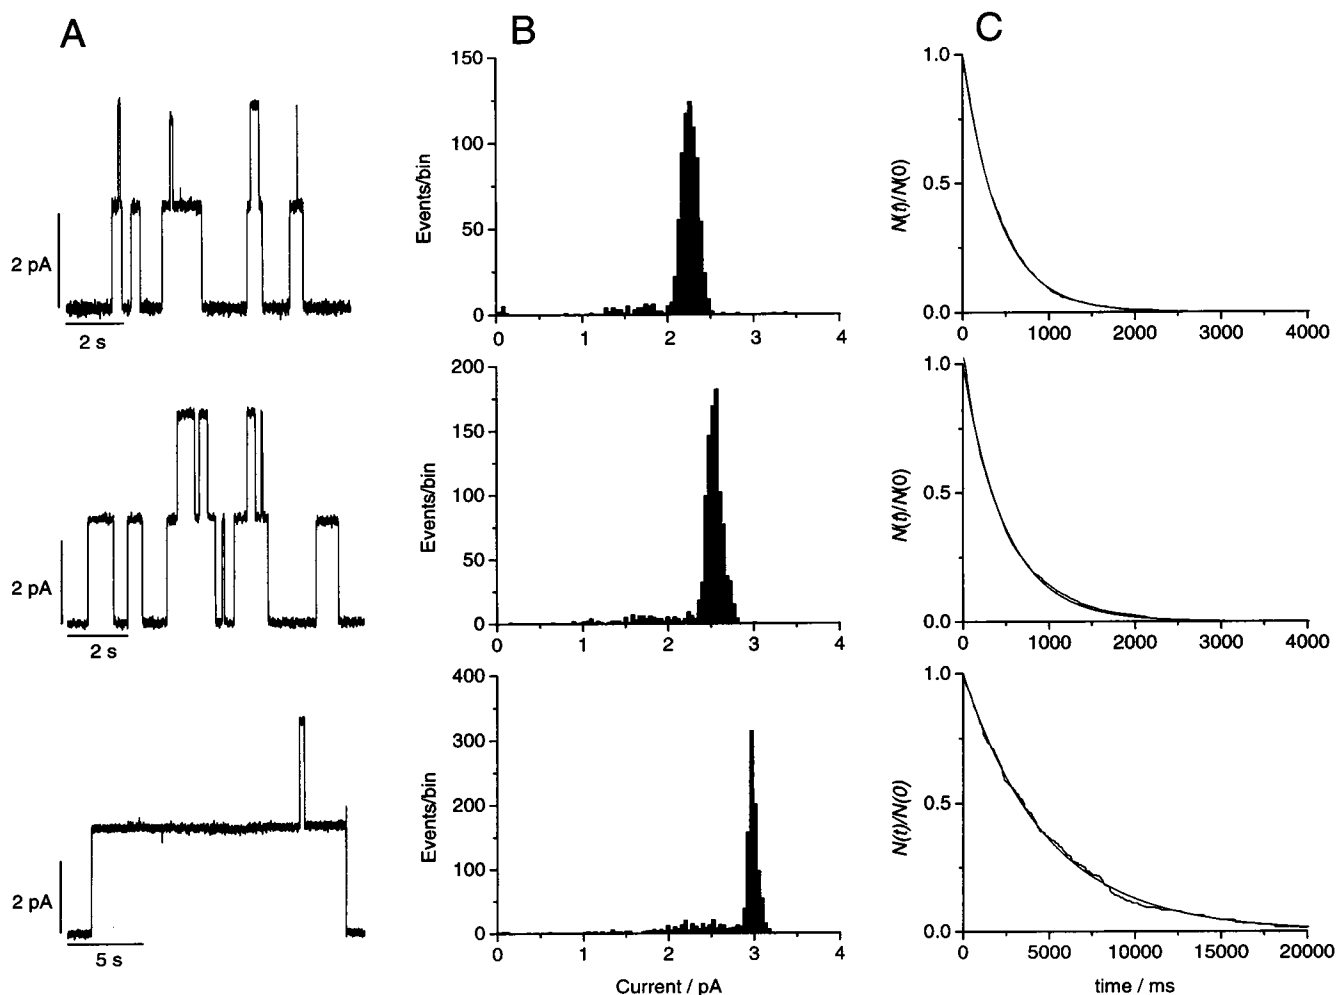 A B C
2 pA
2 s
Events/bin
150
100
50
0
0 1 2 3 4
N(t)/N(0)
1.0
0.5
0.0
0 1000 2000 3000 4000
2 pA
2 s
Events/bin
200
150
100
50
0
0 1 2 3 4
N(t)/N(0)
1.0
0.5
0.0
0 1000 2000 3000 4000
2 pA
5 s
Events/bin
400
300
200
100
0
0 1 2 3 4
Current / pA
N(t)/N(0)
1.0
0.5
0.0
0 5000 10000 15000 20000
time / ms